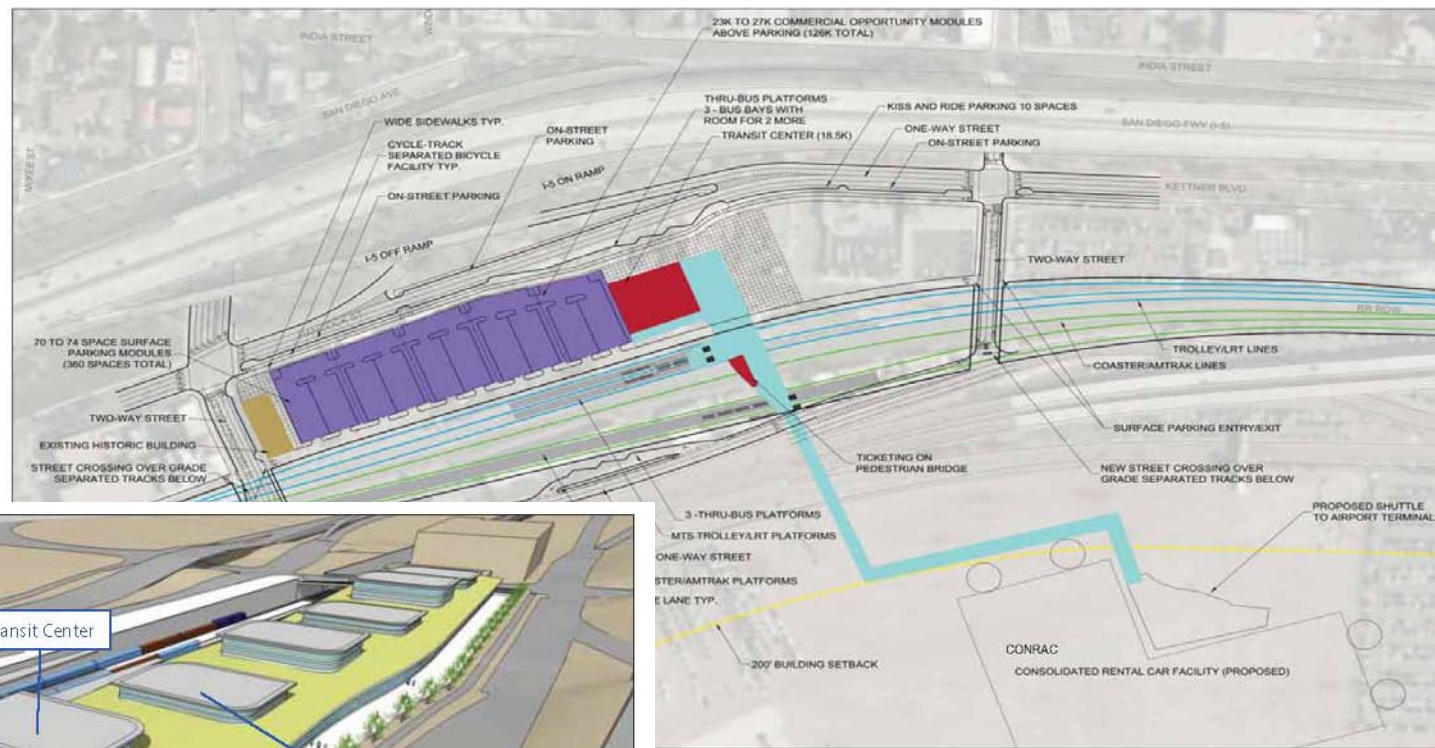 23K TO 27K COMMERCIAL OPPORTUNITY MODULES
ABOVE PARKING (126K TOTAL)
INDIA STREET
INDIA STREET
SAN DIEGO AVE
SAN DIEGO FWY (I-5)
THRU-BUS PLATFORMS
3 - BUS BAYS WITH
ROOM FOR 2 MORE
TRANSIT CENTER (18.5K)
KISS AND RIDE PARKING 10 SPACES
ONE-WAY STREET
ON-STREET PARKING
WIDE SIDEWALKS TYP.
CYCLE-TRACK
SEPARATED BICYCLE
FACILITY TYP.
ON-STREET
PARKING
ON-STREET PARKING
I-5 ON RAMP
I-5 OFF RAMP
KETTNER BLVD
TWO-WAY STREET
RR ROW
70 TO 74 SPACE SURFACE
PARKING MODULES
(360 SPACES TOTAL)
TROLLEY/LRT LINES
COASTER/AMTRAK LINES
TWO-WAY STREET
EXISTING HISTORIC BUILDING
STREET CROSSING OVER GRADE
SEPARATED TRACKS BELOW
SURFACE PARKING ENTRY/EXIT
TICKETING ON
PEDESTRIAN BRIDGE
NEW STREET CROSSING OVER
GRADE SEPARATED TRACKS BELOW
3 -THRU-BUS PLATFORMS
MTS TROLLEY/LRT PLATFORMS
ONE-WAY STREET
STER/AMTRAK PLATFORMS
E LANE TYP.
PROPOSED SHUTTLE
TO AIRPORT TERMINAL
200' BUILDING SETBACK
CONRAC
CONSOLIDATED RENTAL CAR FACILITY (PROPOSED)
ansit Center